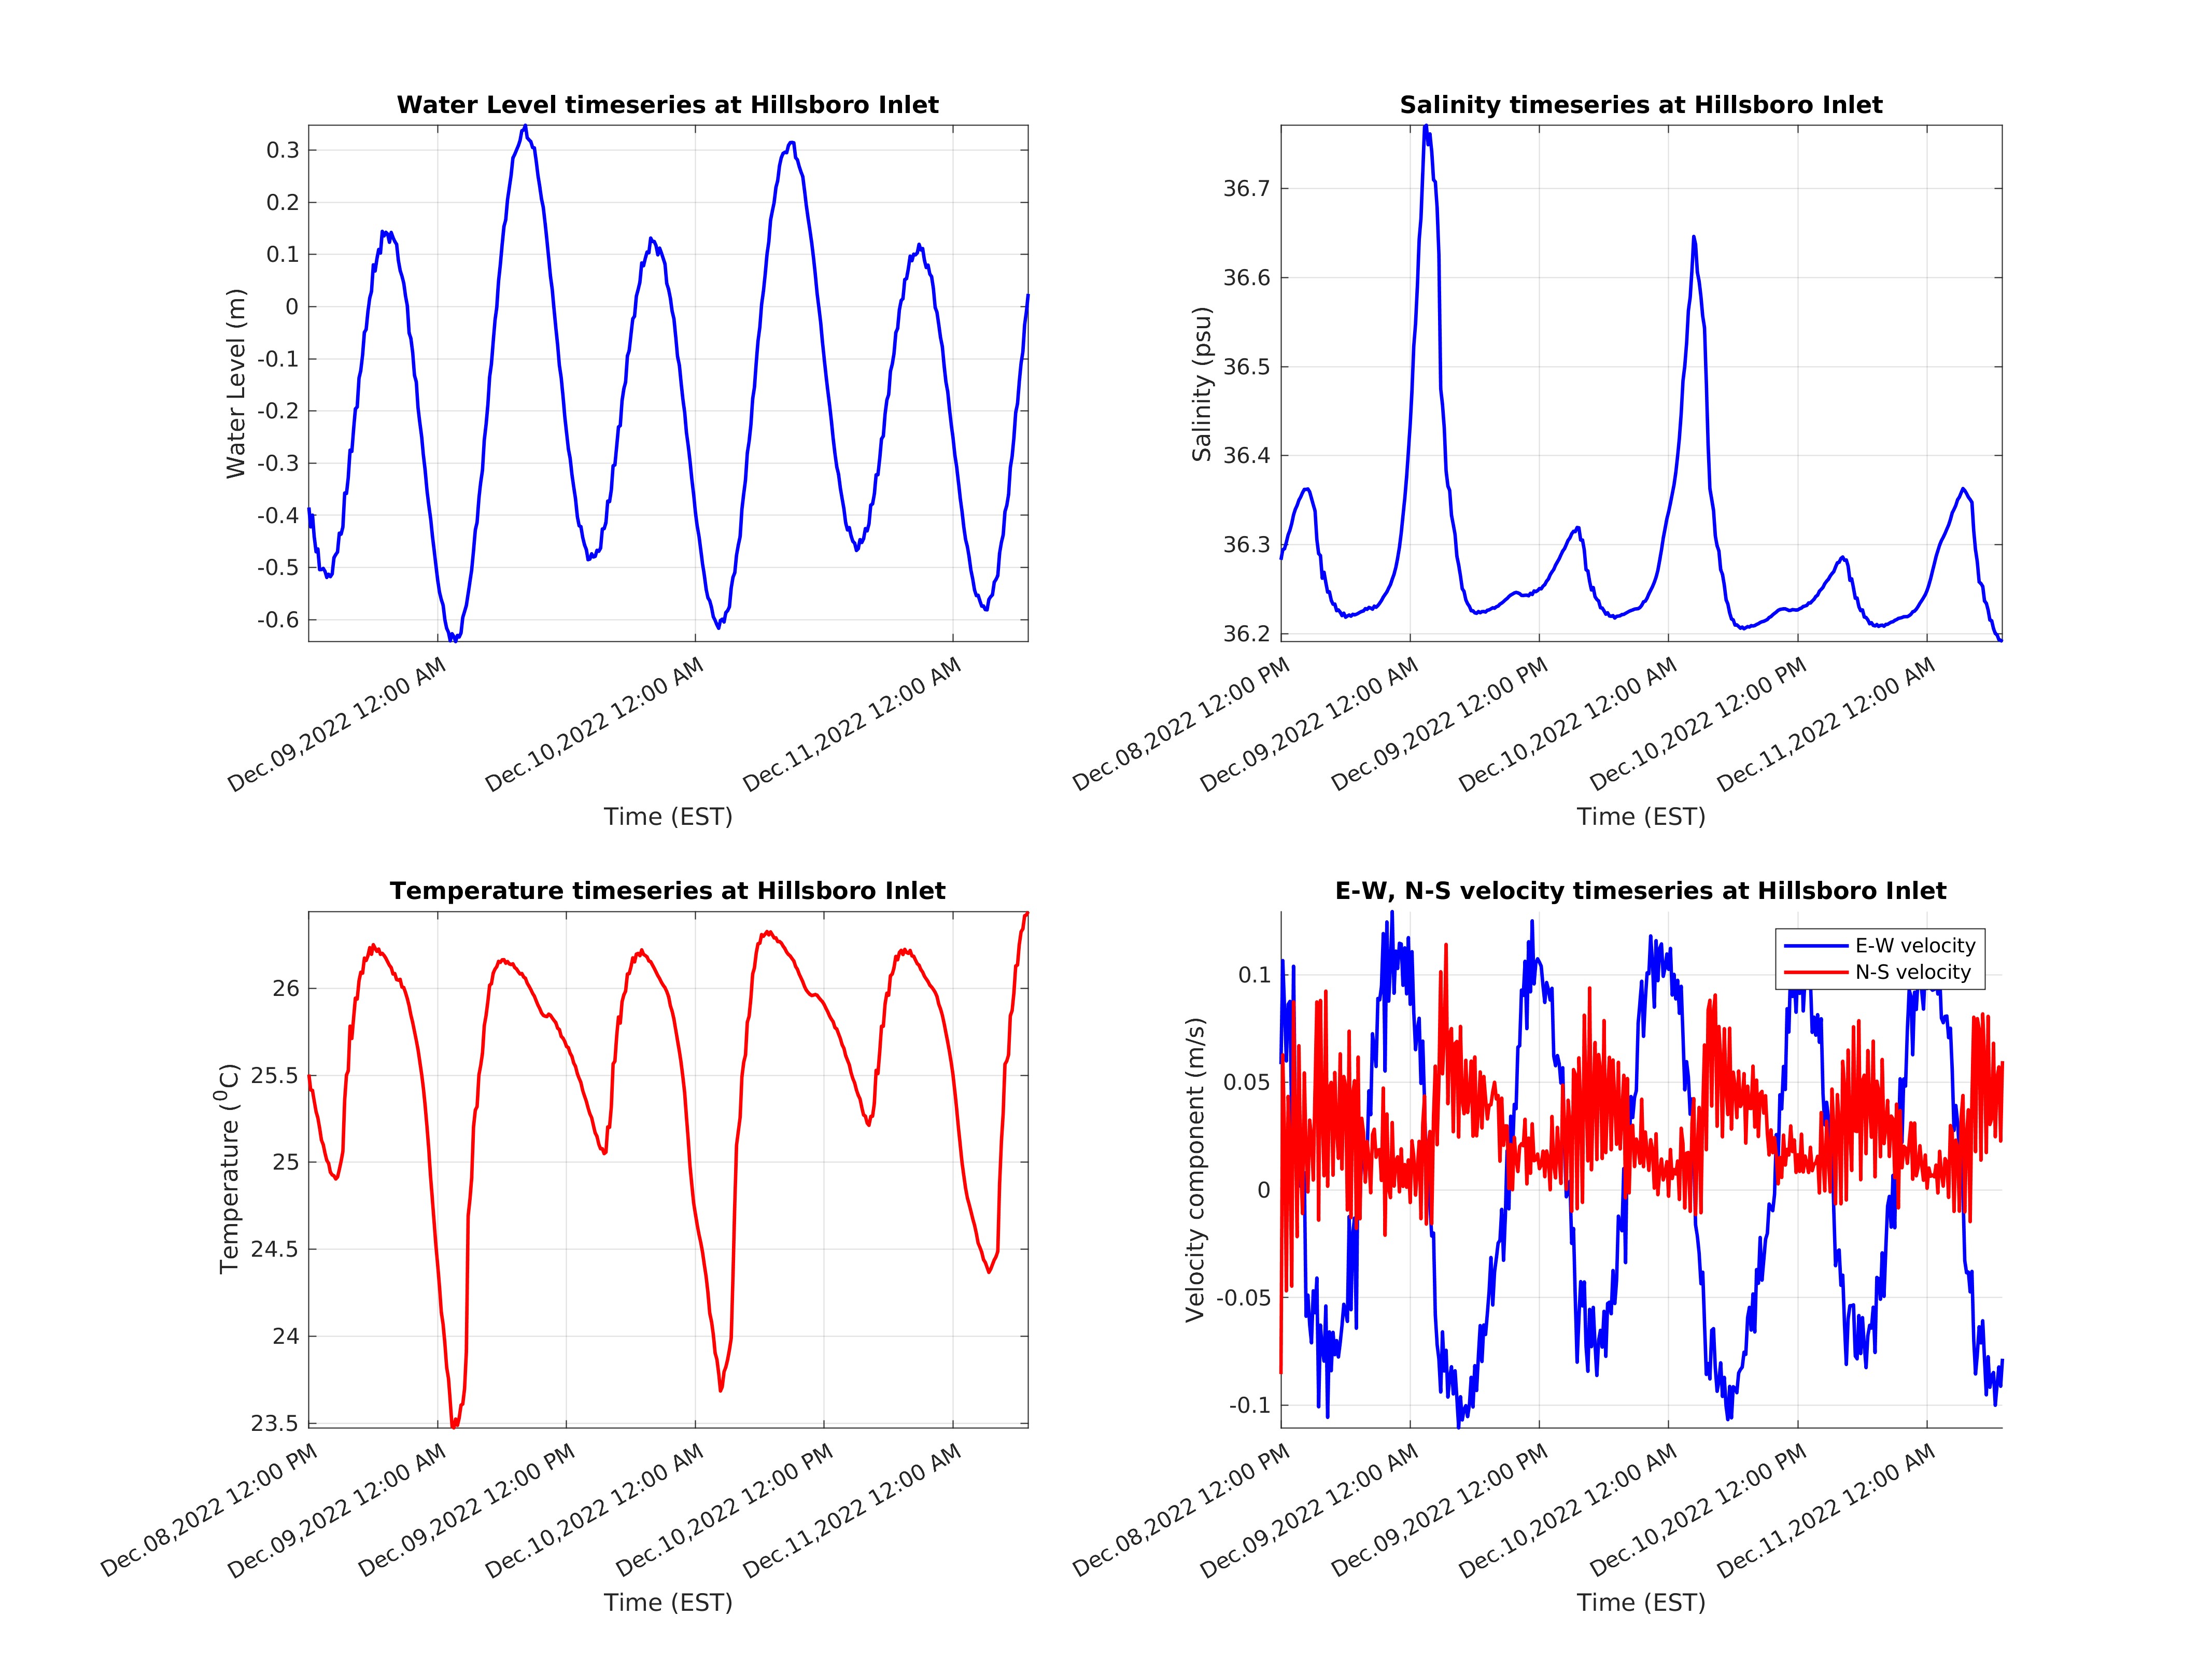 Water Level timeseries at Hillsboro Inlet
Water Level (m)
0.3
0.2
0.1
0
-0.1
-0.2
-0.3
-0.4
-0.5
-0.6
Dec.09,2022 12:00 AM
Dec.10,2022 12:00 AM
Dec.11,2022 12:00 AM
Time (EST)
Salinity timeseries at Hillsboro Inlet
Salinity (psu)
36.7
36.6
36.5
36.4
36.3
36.2
Dec.08,2022 12:00 PM
Dec.09,2022 12:00 AM
Dec.09,2022 12:00 PM
Dec.10,2022 12:00 AM
Dec.10,2022 12:00 PM
Dec.11,2022 12:00 AM
Time (EST)
Temperature timeseries at Hillsboro Inlet
Temperature (⁰C)
26
25.5
25
24.5
24
23.5
Dec.08,2022 12:00 PM
Dec.09,2022 12:00 AM
Dec.09,2022 12:00 PM
Dec.10,2022 12:00 AM
Dec.10,2022 12:00 PM
Dec.11,2022 12:00 AM
Time (EST)
E-W, N-S velocity timeseries at Hillsboro Inlet
Velocity component (m/s)
0.1
0.05
0
-0.05
-0.1
E-W velocity
N-S velocity
Dec.08,2022 12:00 PM
Dec.09,2022 12:00 AM
Dec.09,2022 12:00 PM
Dec.10,2022 12:00 AM
Dec.10,2022 12:00 PM
Dec.11,2022 12:00 AM
Time (EST)